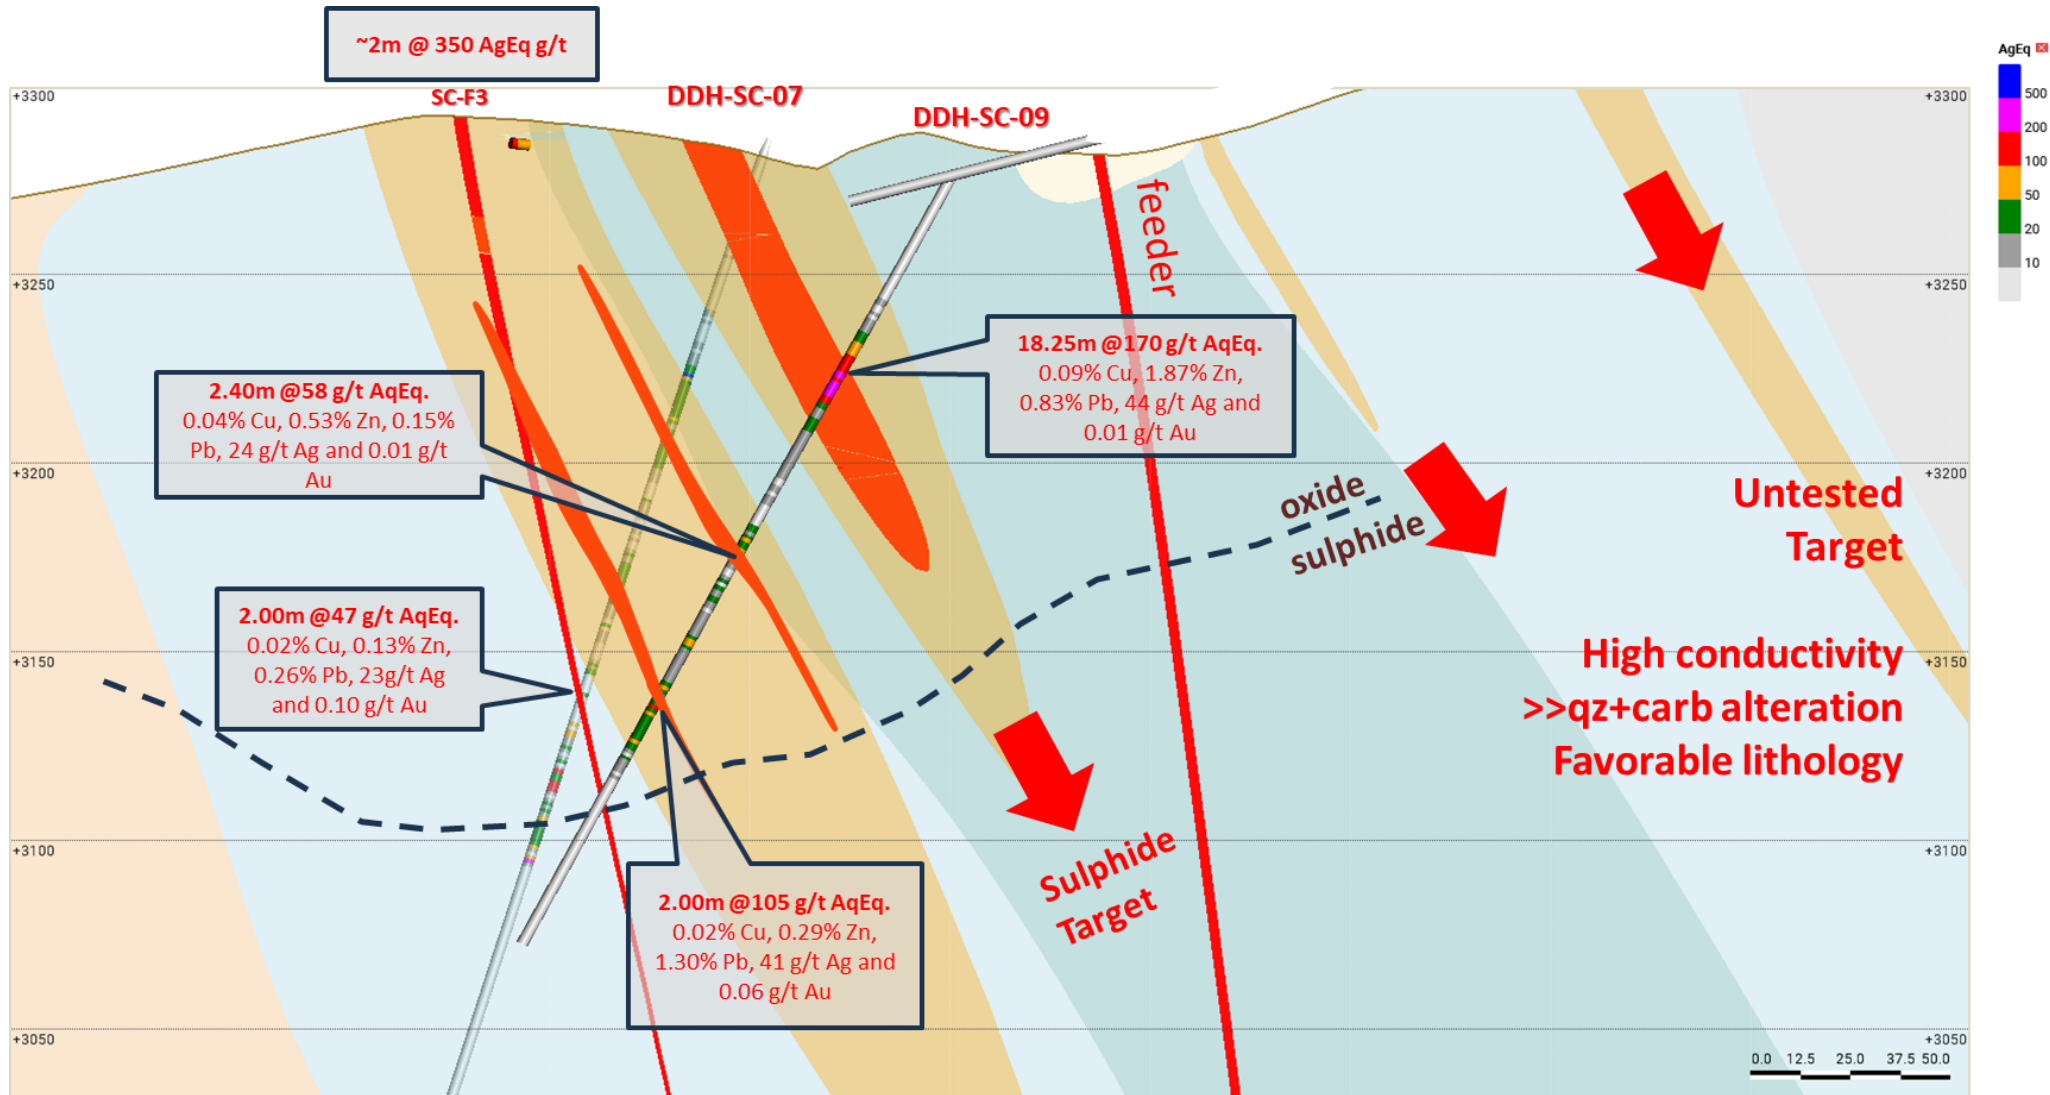 ~2m @ 350 AgEq g/t
SC-F3
DDH-SC-07
DDH-SC-09
AgEq
500
200
100
50
20
10
+3300
+3300
+3250
+3250
+3200
+3200
+3150
+3150
+3100
+3100
+3050
+3050
feeder
18.25m @170 g/t AqEq.
0.09% Cu, 1.87% Zn,
0.83% Pb, 44 g/t Ag and
0.01 g/t Au
2.40m @58 g/t AqEq.
0.04% Cu, 0.53% Zn, 0.15%
Pb, 24 g/t Ag and 0.01 g/t
Au
oxide
sulphide
Untested
Target
2.00m @47 g/t AqEq.
0.02% Cu, 0.13% Zn,
0.26% Pb, 23g/t Ag
and 0.10 g/t Au
High conductivity
>>qz+carb alteration
Favorable lithology
Sulphide
Target
2.00m @105 g/t AqEq.
0.02% Cu, 0.29% Zn,
1.30% Pb, 41 g/t Ag and
0.06 g/t Au
0.0 12.5 25.0 37.5 50.0